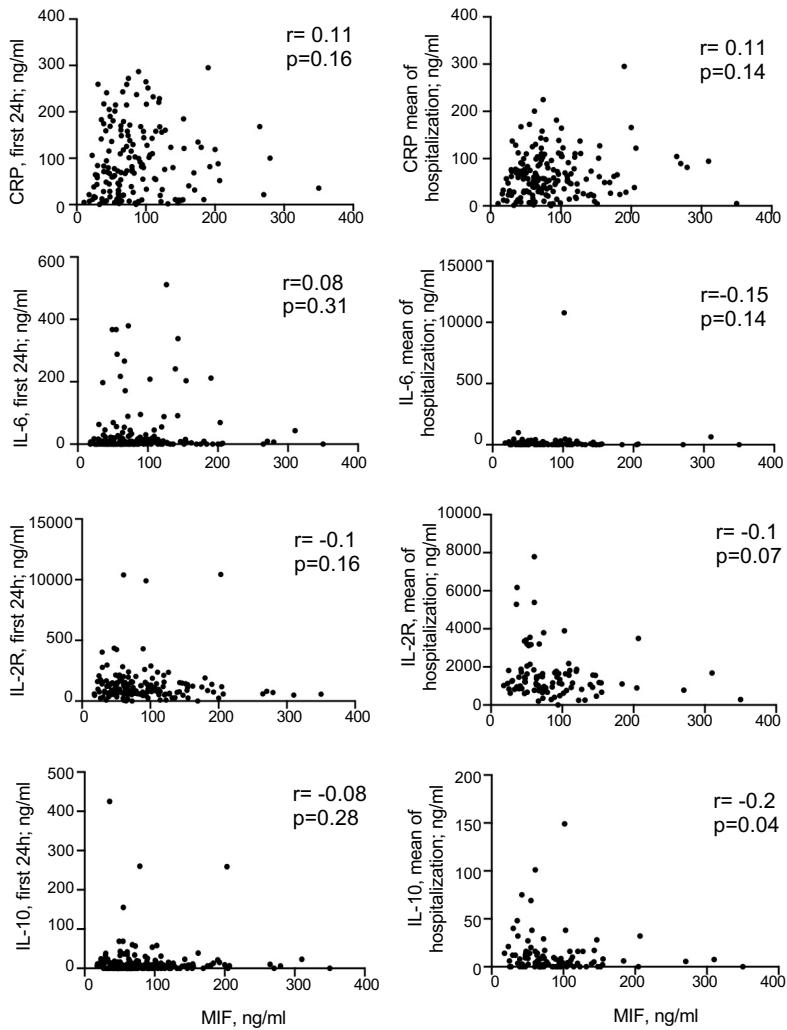 400
300
200
100
0
0 100 200 300 400
CRP, first 24h; ng/ml
r= 0.11
p=0.16
400
300
200
100
0
0 100 200 300 400
CRP mean of
hospitalization; ng/ml
r= 0.11
p=0.14
600
400
200
0
0 100 200 300 400
IL-6, first 24h; ng/ml
r=0.08
p=0.31
15000
10000
500
0
0 100 200 300 400
IL-6, mean of
hospitalization; ng/ml
r=-0.15
p=0.14
15000
10000
500
0
0 100 200 300 400
IL-2R, first 24h; ng/ml
r= -0.1
p=0.16
10000
8000
6000
4000
2000
0
0 100 200 300 400
IL-2R, mean of
hospitalization; ng/ml
r= -0.1
p=0.07
500
400
300
200
100
0
0 100 200 300 400
IL-10, first 24h; ng/ml
r= -0.08
p=0.28
MIF, ng/ml
200
150
100
50
0
0 100 200 300 400
IL-10, mean of
hospitalization; ng/ml
r= -0.2
p=0.04
MIF, ng/ml